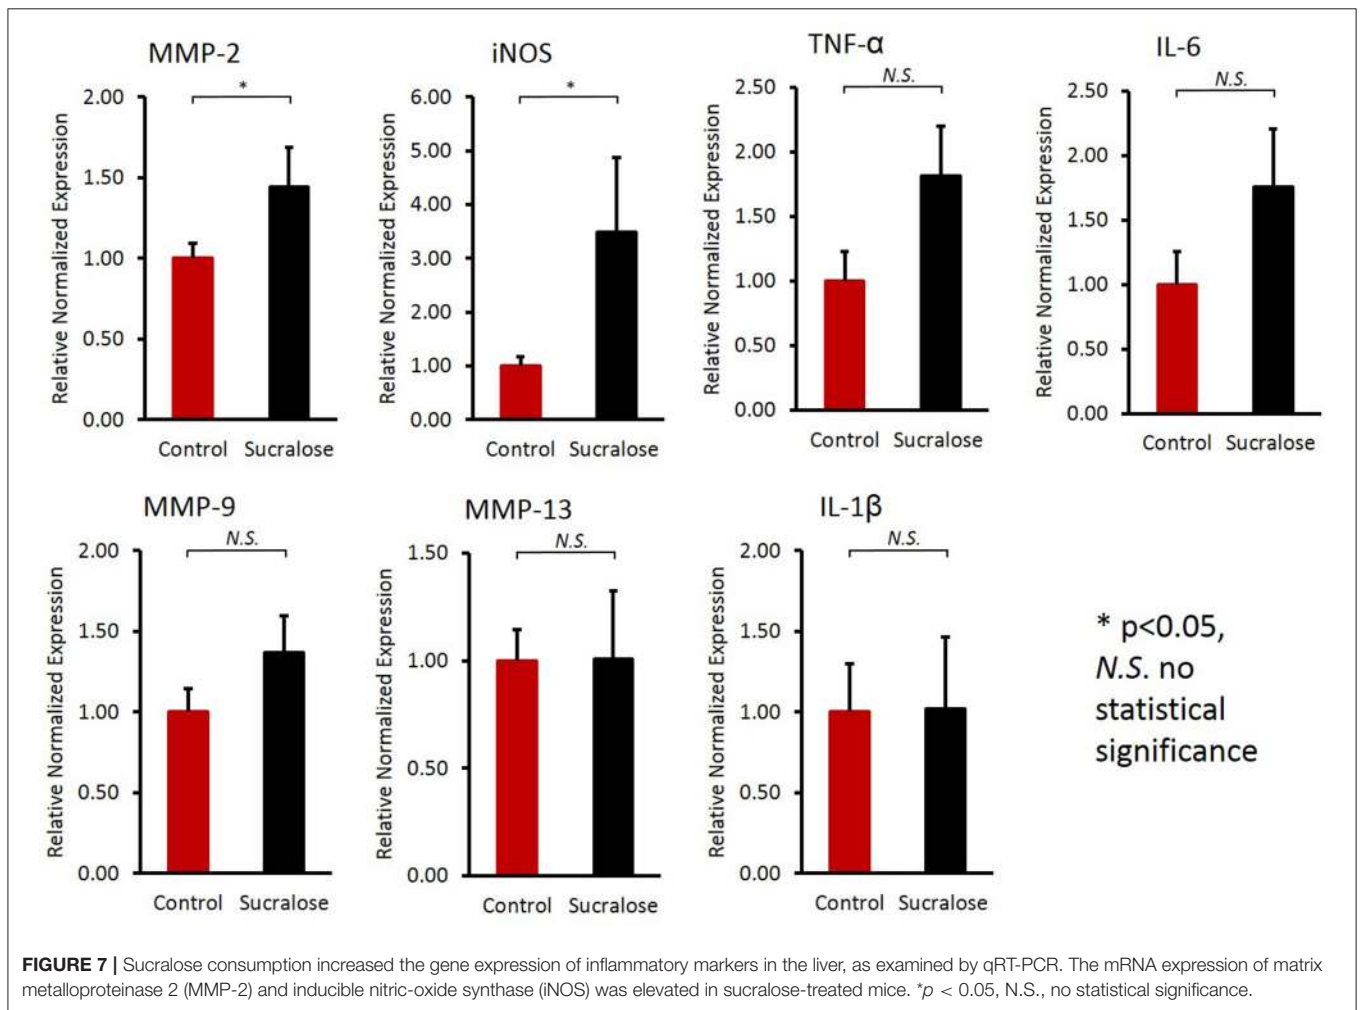 MMP-2
*
Relative Normalized Expression
2.00
1.50
1.00
0.50
0.00
Control Sucralose
iNOS
*
Relative Normalized Expression
6.00
5.00
4.00
3.00
2.00
1.00
0.00
Control Sucralose
TNF-α
N.S.
Relative Normalized Expression
2.50
2.00
1.50
1.00
0.50
0.00
Control Sucralose
IL-6
N.S.
Relative Normalized Expression
2.50
2.00
1.50
1.00
0.50
0.00
Control Sucralose
MMP-9
N.S.
Relative Normalized Expression
2.00
1.50
1.00
0.50
0.00
Control Sucralose
MMP-13
N.S.
Relative Normalized Expression
1.50
1.00
0.50
0.00
Control Sucralose
IL-1β
N.S.
Relative Normalized Expression
2.00
1.50
1.00
0.50
0.00
Control Sucralose
* p<0.05,
N.S. no
statistical
significance
FIGURE 7 | Sucralose consumption increased the gene expression of inflammatory markers in the liver, as examined by qRT-PCR. The mRNA expression of matrix
metalloproteinase 2 (MMP-2) and inducible nitric-oxide synthase (iNOS) was elevated in sucralose-treated mice. *p < 0.05, N.S., no statistical significance.